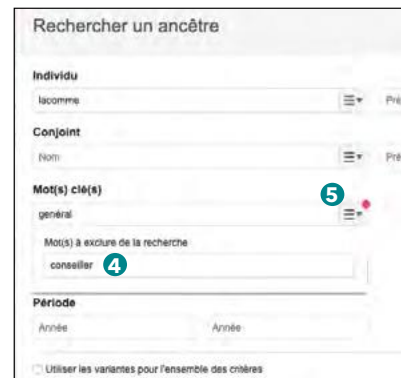 Rechercher un ancêtre
Individu
lacomme Pré
Conjoint
Nom Pré
Mot(s) clé(s)
5
général
Mot(s) à exclure de la recherche
conseiller 4
Période
Année Année
Utiliser les variantes pour l'ensemble des critères